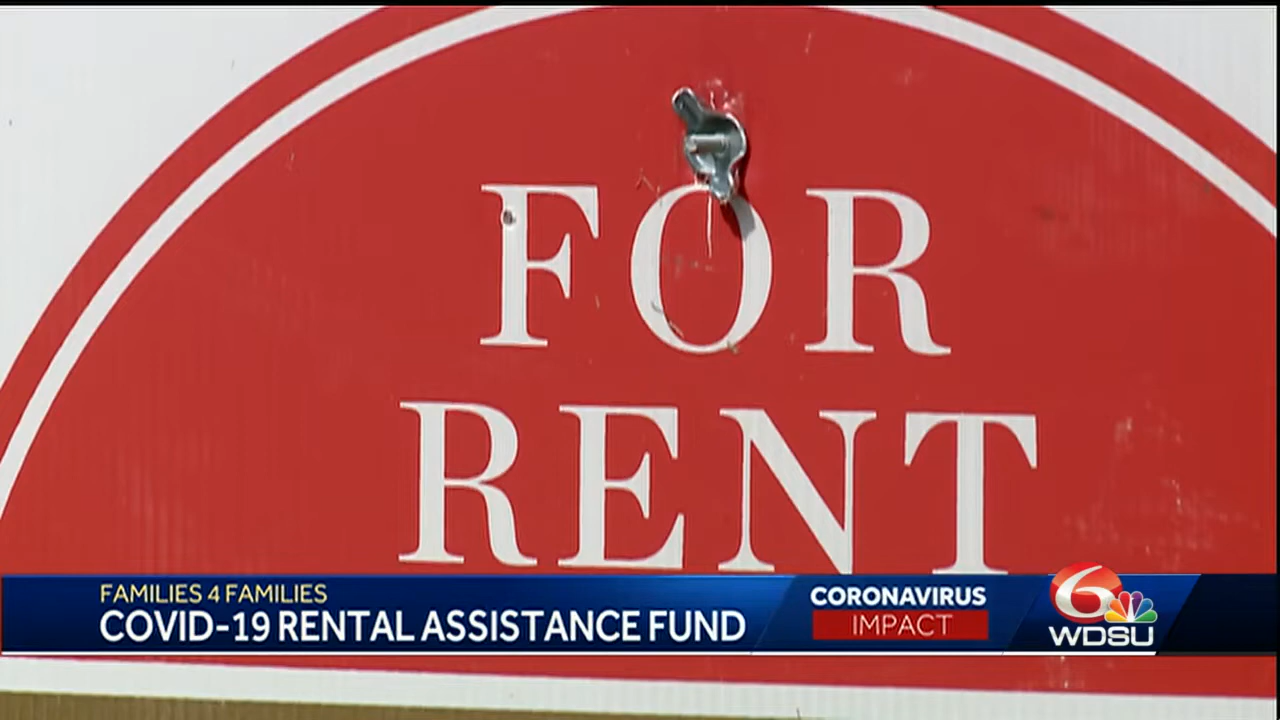 FOR
RENT
FAMILIES 4 FAMILIES
COVID-19 RENTAL ASSISTANCE FUND
CORONAVIRUS
IMPACT
6
WDSU